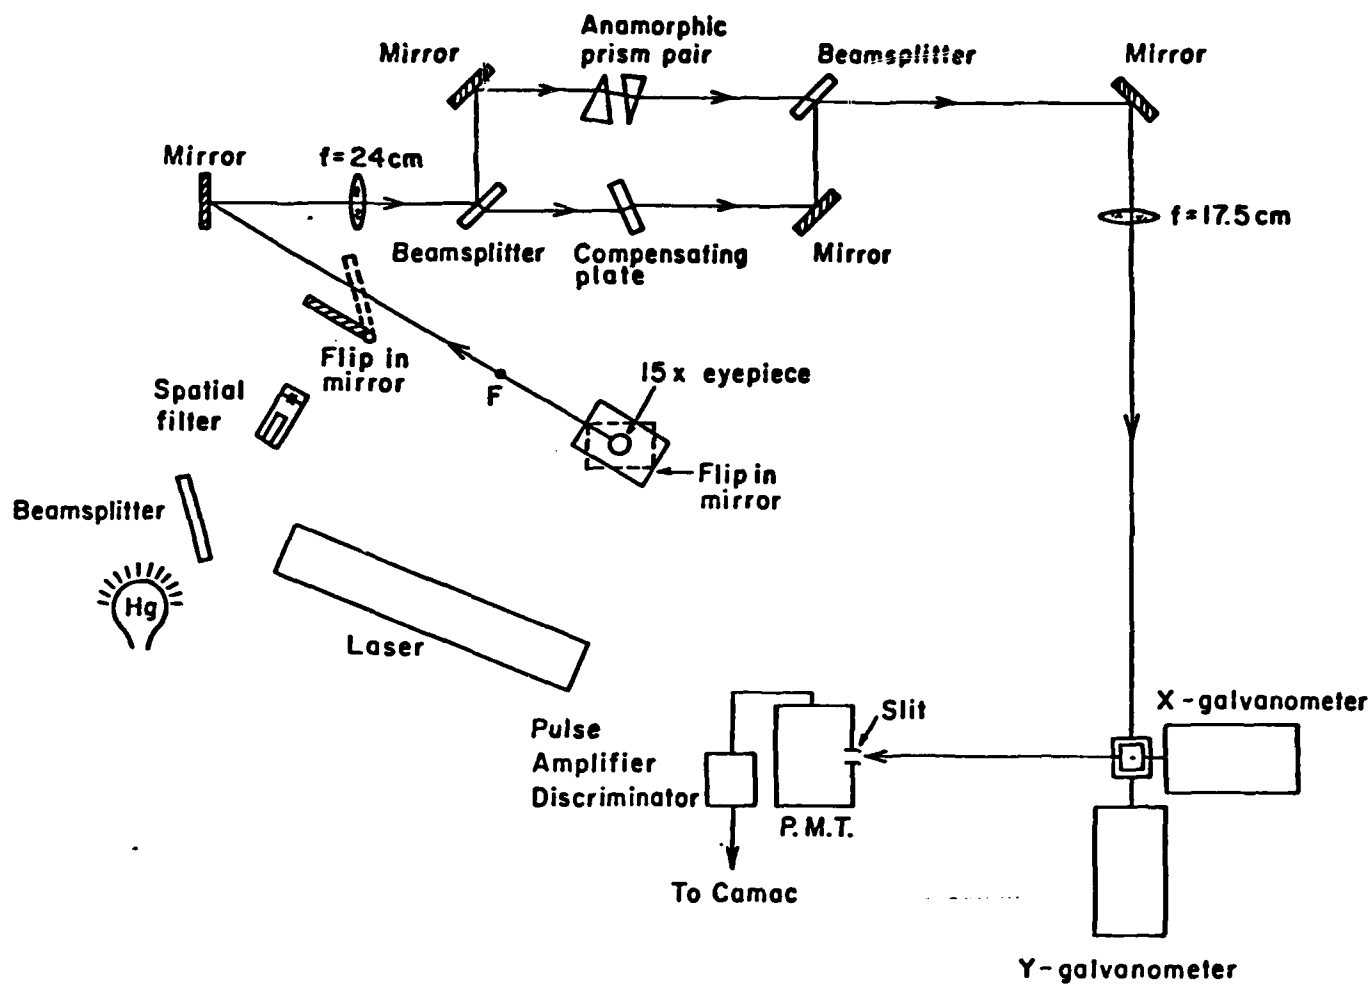 Anamorphic
prism pair
Mirror
Beamsplitter
Mirror
Mirror
f=24cm
f=17.5cm
Beamsplitter
Compensating
plate
Mirror
Flip in
mirror
Spatial
filter
F
15x eyepiece
Flip in
mirror
Beamsplitter
Hg
Laser
Slit
X-galvanometer
Pulse
Amplifier
Discriminator
P.M.T.
To Camac
Y-galvanometer